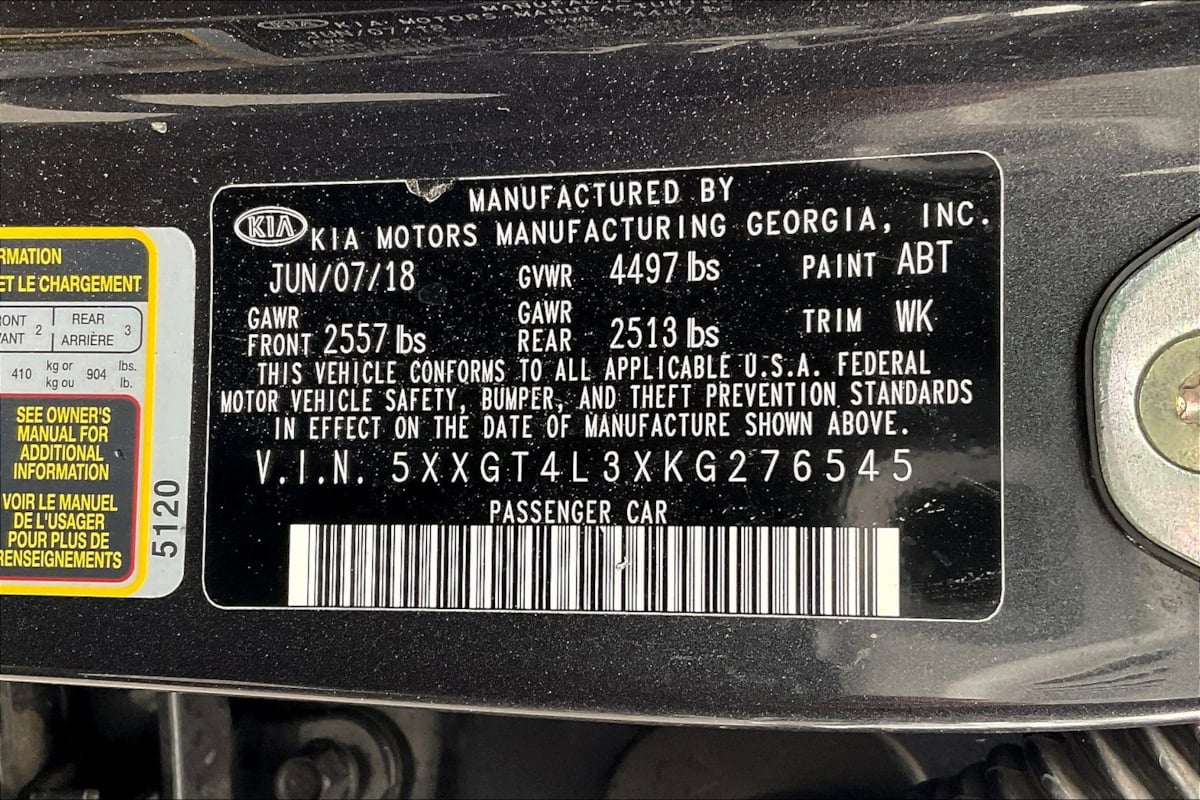 KIA
MANUFACTURED BY
KIA MOTORS MANUFACTURING GEORGIA, INC.
JUN/07/18 GVWR 4497 lbs PAINT ABT
GAWR FRONT 2557 lbs GAWR REAR 2513 lbs TRIM WK
THIS VEHICLE CONFORMS TO ALL APPLICABLE U.S.A. FEDERAL
MOTOR VEHICLE SAFETY, BUMPER, AND THEFT PREVENTION STANDARDS
IN EFFECT ON THE DATE OF MANUFACTURE SHOWN ABOVE.
V.I.N. 5XXGT4L3XKG276545
PASSENGER CAR
ET LE CHARGEMENT
2 REAR 3
ARRIÈRE
410 kg or 904 lbs.
kg ou lb.
SEE OWNER'S
MANUAL FOR
ADDITIONAL
INFORMATION
VOIR LE MANUEL
DE L'USAGER
POUR PLUS DE
RENSEIGNEMENTS
5120